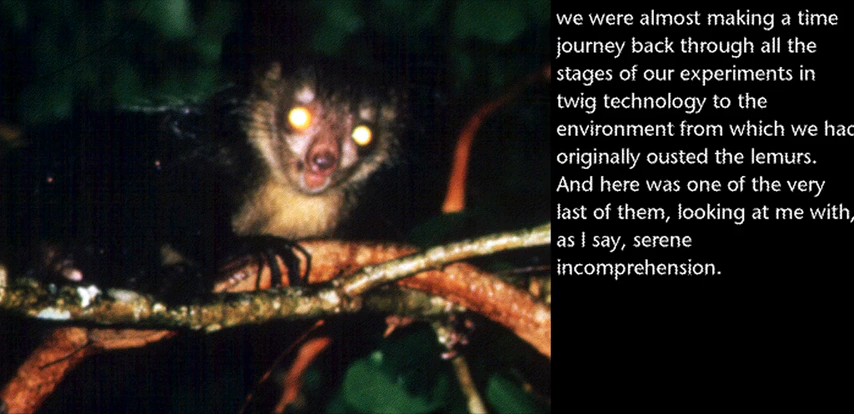 we were almost making a time
journey back through all the
stages of our experiments in
twig technology to the
environment from which we had
originally ousted the lemurs.
And here was one of the very
last of them, looking at me with,
as I say, serene
incomprehension.